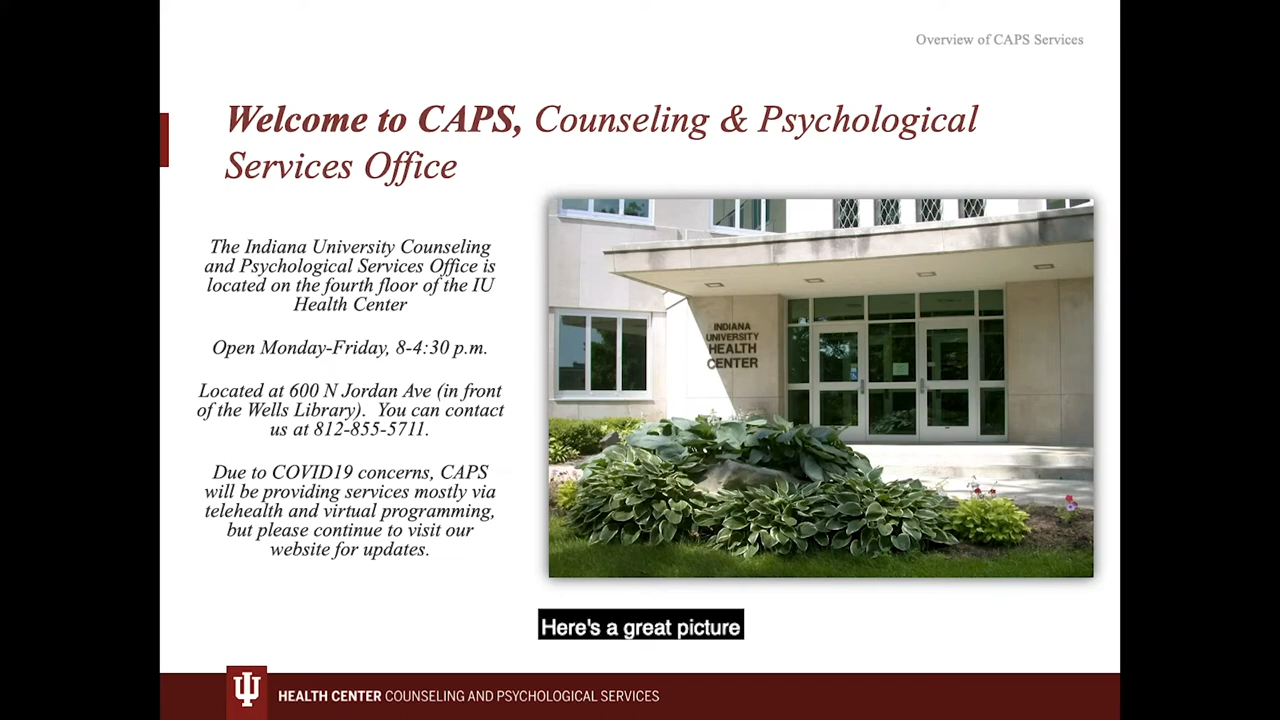 Overview of CAPS Services
Welcome to CAPS, Counseling & Psychological
Services Office
The Indiana University Counseling
and Psychological Services Office is
located on the fourth floor of the IU
Health Center
Open Monday-Friday, 8-4:30 p.m.
Located at 600 N Jordan Ave (in front
of the Wells Library).  You can contact
us at 812-855-5711.
Due to COVID19 concerns, CAPS
will be providing services mostly via
telehealth and virtual programming,
but please continue to visit our
website for updates.
INDIANA
UNIVERSITY
HEALTH
CENTER
Here's a great picture
HEALTH CENTER COUNSELING AND PSYCHOLOGICAL SERVICES